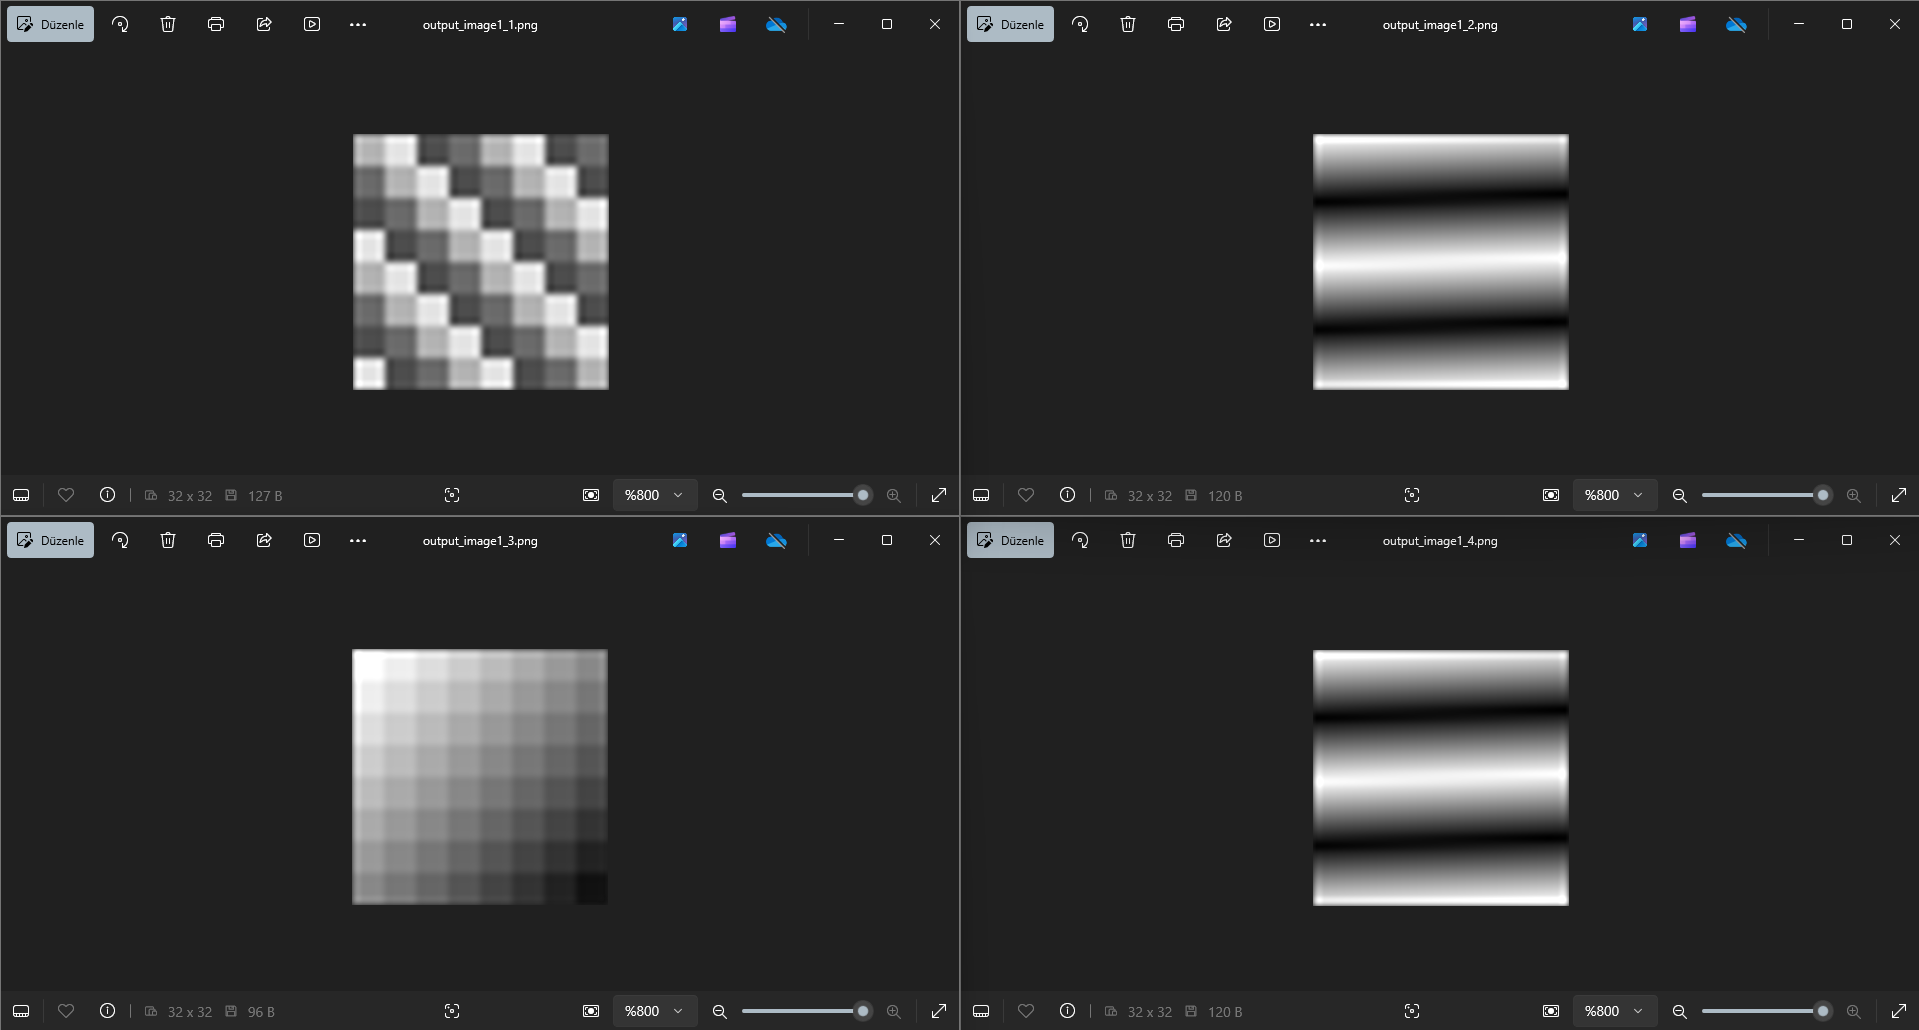 Düzenle output_image1_1.png
Düzenle output_image1_2.png
32 x 32 127 B %800
32 x 32 120 B %800
Düzenle output_image1_3.png
Düzenle output_image1_4.png
32 x 32 96 B %800
32 x 32 120 B %800